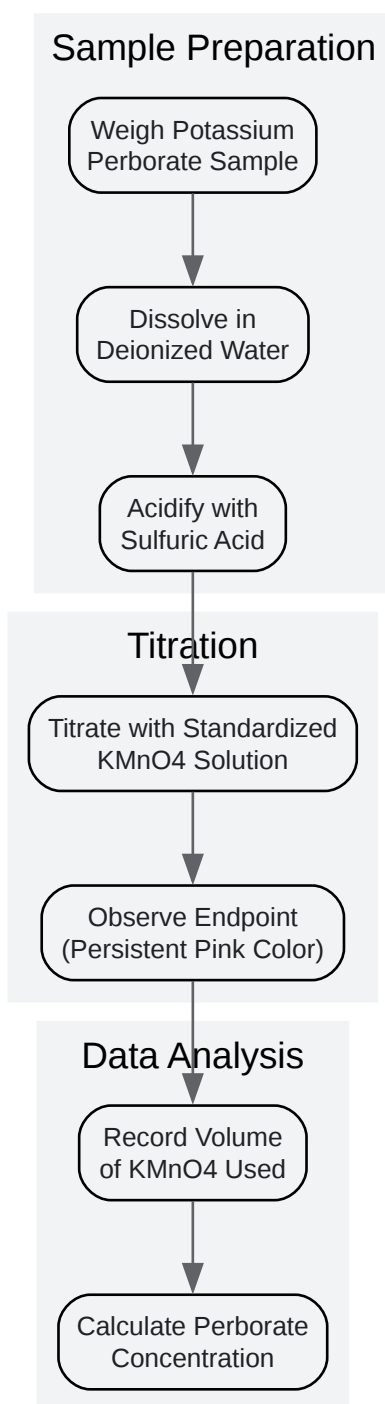 Sample Preparation
Weigh Potassium
Perborate Sample
Dissolve in
Deionized Water
Acidify with
Sulfuric Acid
Titration
Titrate with Standardized
KMnO4 Solution
Observe Endpoint
(Persistent Pink Color)
Data Analysis
Record Volume
of KMnO4 Used
Calculate Perborate
Concentration